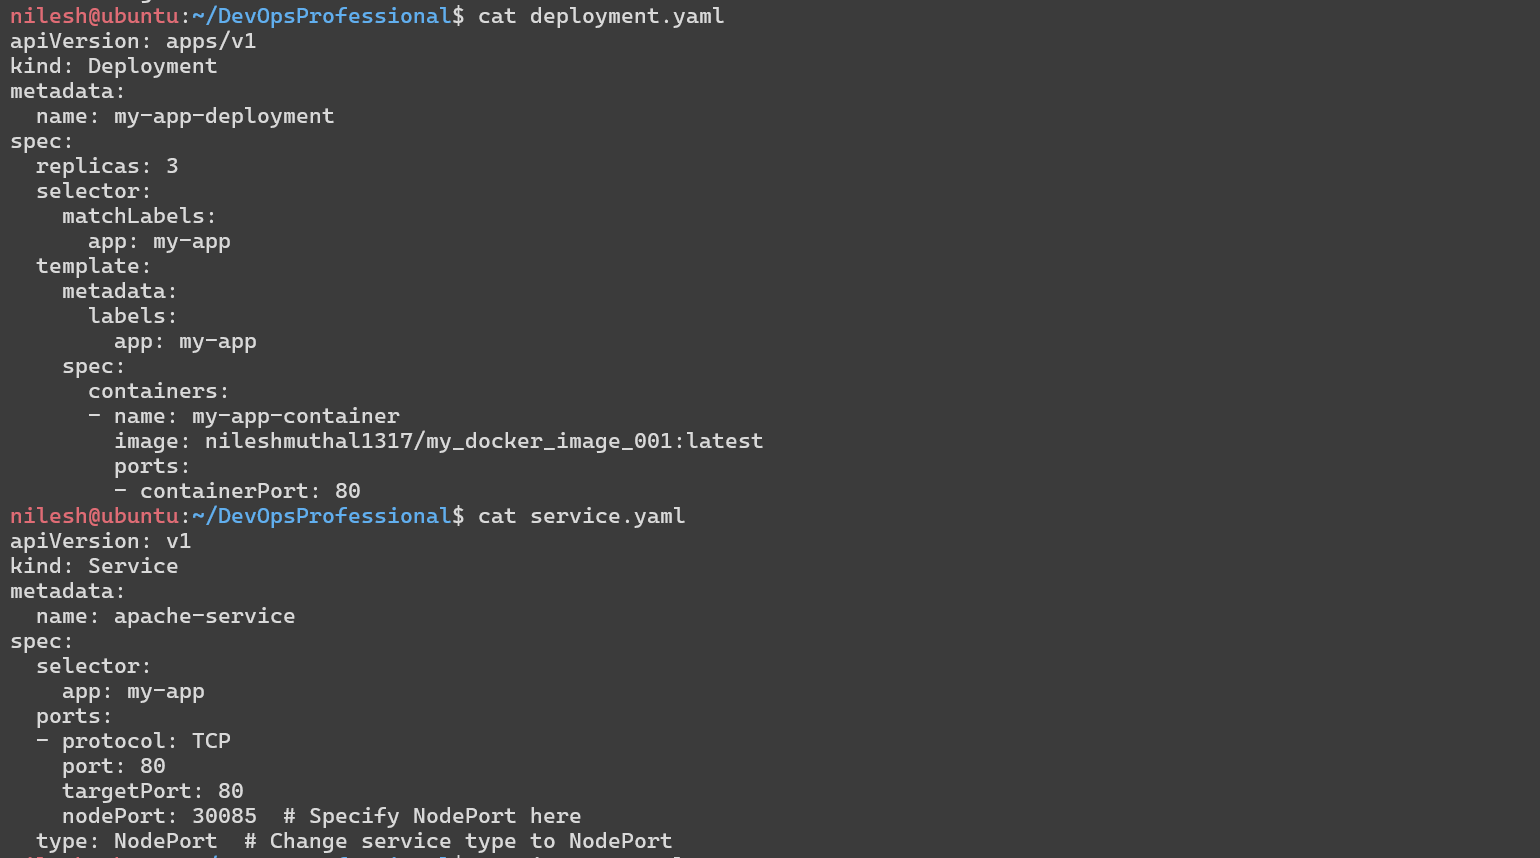 nilesh@ubuntu:~/DevOpsProfessional$ cat deployment.yaml
apiVersion: apps/v1
kind: Deployment
metadata:
  name: my-app-deployment
spec:
  replicas: 3
  selector:
    matchLabels:
      app: my-app
  template:
    metadata:
      labels:
        app: my-app
    spec:
      containers:
      - name: my-app-container
        image: nileshmuthal1317/my_docker_image_001:latest
        ports:
        - containerPort: 80
nilesh@ubuntu:~/DevOpsProfessional$ cat service.yaml
apiVersion: v1
kind: Service
metadata:
  name: apache-service
spec:
  selector:
    app: my-app
  ports:
  - protocol: TCP
    port: 80
    targetPort: 80
    nodePort: 30085  # Specify NodePort here
  type: NodePort  # Change service type to NodePort